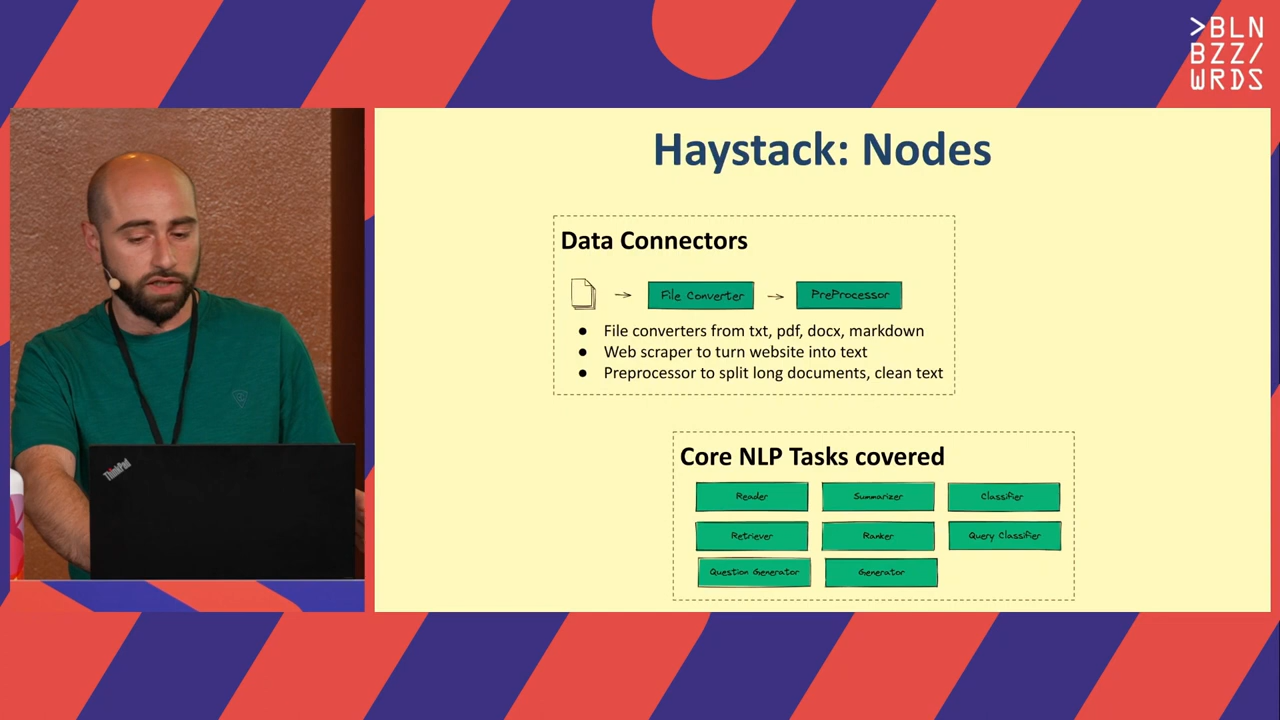 >BLN
BZZ/
WRDS
Haystack: Nodes
Data Connectors
File Converter
PreProcessor
● File converters from txt, pdf, docx, markdown
● Web scraper to turn website into text
● Preprocessor to split long documents, clean text
Core NLP Tasks covered
Reader
Summarizer
Classifier
Retriever
Ranker
Query Classifier
Question Generator
Generator
ThinkPad